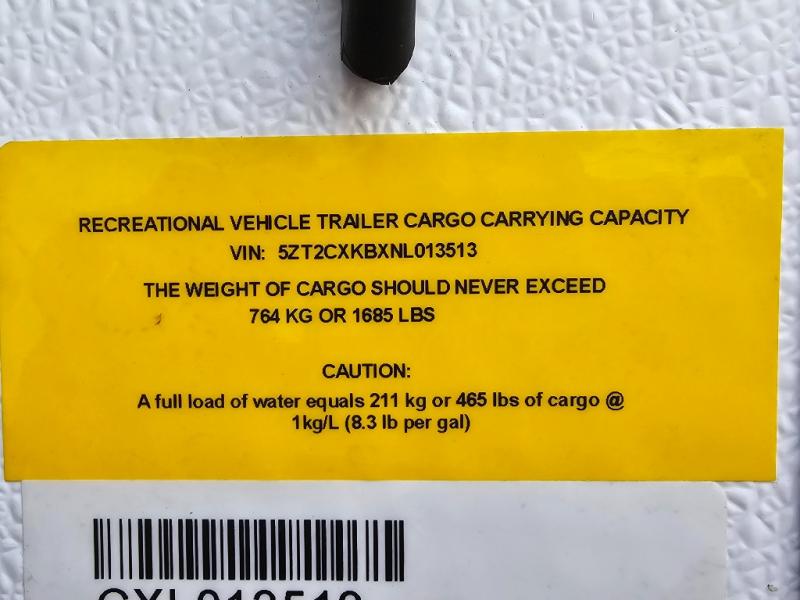 RECREATIONAL VEHICLE TRAILER CARGO CARRYING CAPACITY
VIN: 5ZT2CXKBXNL013513
THE WEIGHT OF CARGO SHOULD NEVER EXCEED
764 KG OR 1685 LBS
CAUTION:
A full load of water equals 211 kg or 465 lbs of cargo @
1kg/L (8.3 lb per gal)